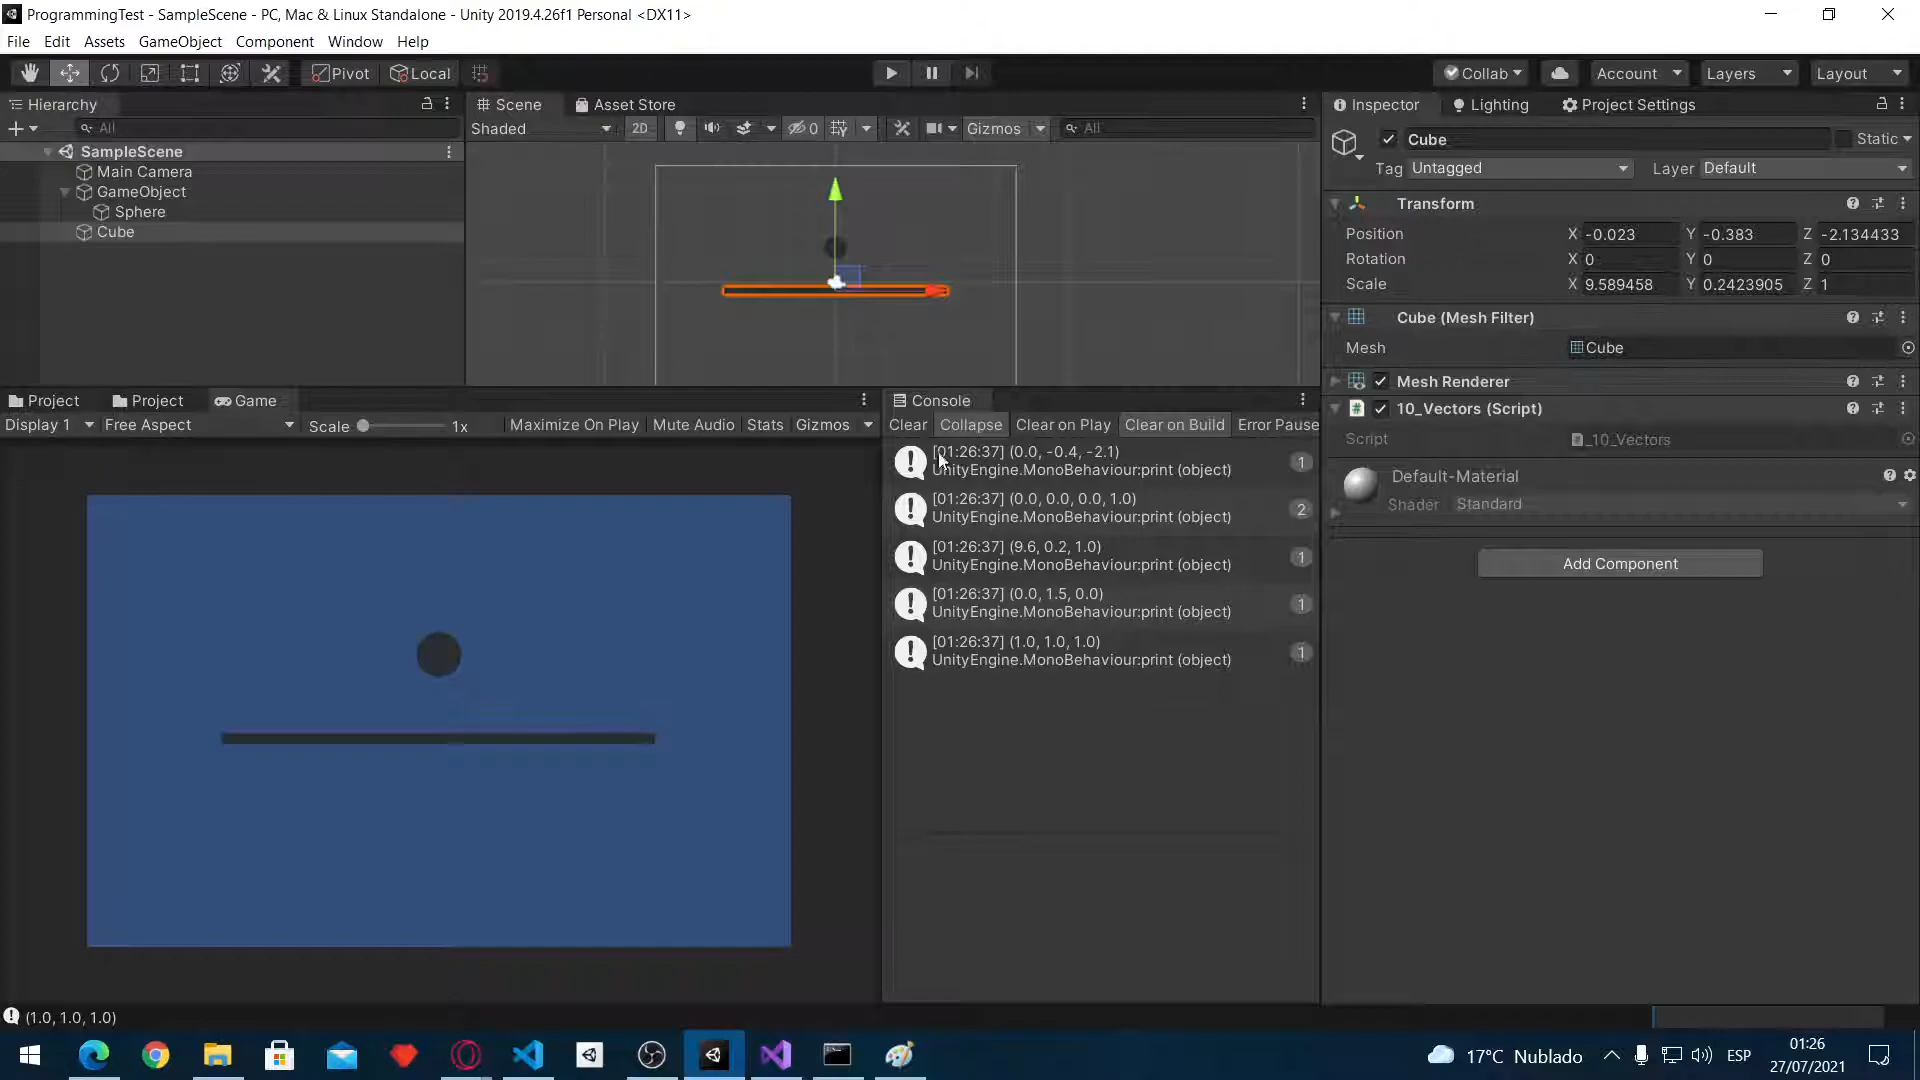 ProgrammingTest - SampleScene - PC, Mac & Linux Standalone - Unity 2019.4.26f1 Personal <DX11>
File Edit Assets GameObject Component Window Help
Pivot Local Collab Account Layers Layout
Hierarchy
All
SampleScene
Main Camera
GameObject
Sphere
Cube
Scene Asset Store
Shaded 2D 0 Gizmos All
Inspector Lighting Project Settings
Cube Static
Tag Untagged Layer Default
Transform
Position X -0.023 Y -0.383 Z -2.134433
Rotation X 0 Y 0 Z 0
Scale X 9.589458 Y 0.2423905 Z 1
Cube (Mesh Filter)
Mesh Cube
Mesh Renderer
10_Vectors (Script)
Script _10_Vectors
Default-Material
Shader Standard
Add Component
Project Project Game
Display 1 Free Aspect Scale 1x Maximize On Play Mute Audio Stats Gizmos
Console
Clear Collapse Clear on Play Clear on Build Error Pause
[01:26:37] (0.0, -0.4, -2.1)
UnityEngine.MonoBehaviour:print (object) 1
[01:26:37] (0.0, 0.0, 0.0, 1.0)
UnityEngine.MonoBehaviour:print (object) 2
[01:26:37] (9.6, 0.2, 1.0)
UnityEngine.MonoBehaviour:print (object) 1
[01:26:37] (0.0, 1.5, 0.0)
UnityEngine.MonoBehaviour:print (object) 1
[01:26:37] (1.0, 1.0, 1.0)
UnityEngine.MonoBehaviour:print (object) 1
(1.0, 1.0, 1.0)
17°C Nublado ESP
01:26
27/07/2021